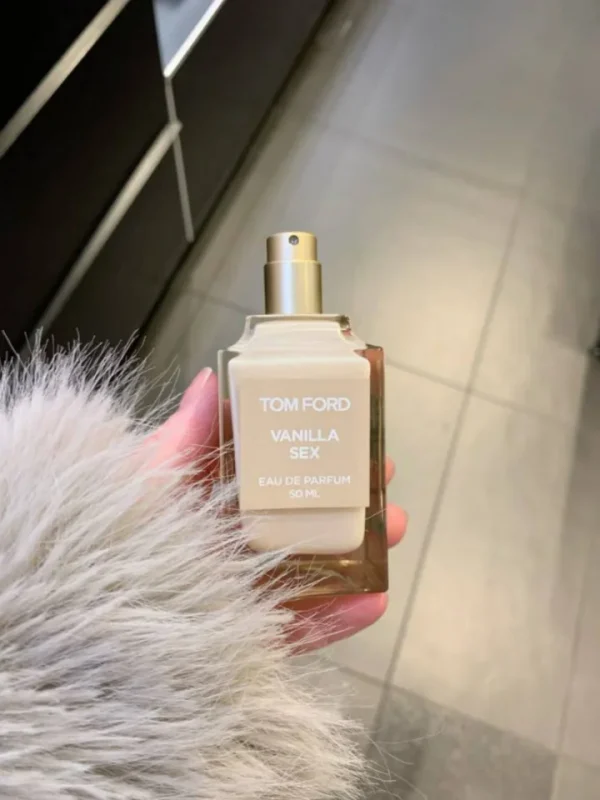 TOM FORD
VANILLA
SEX
EAU DE PARFUM
50 ML